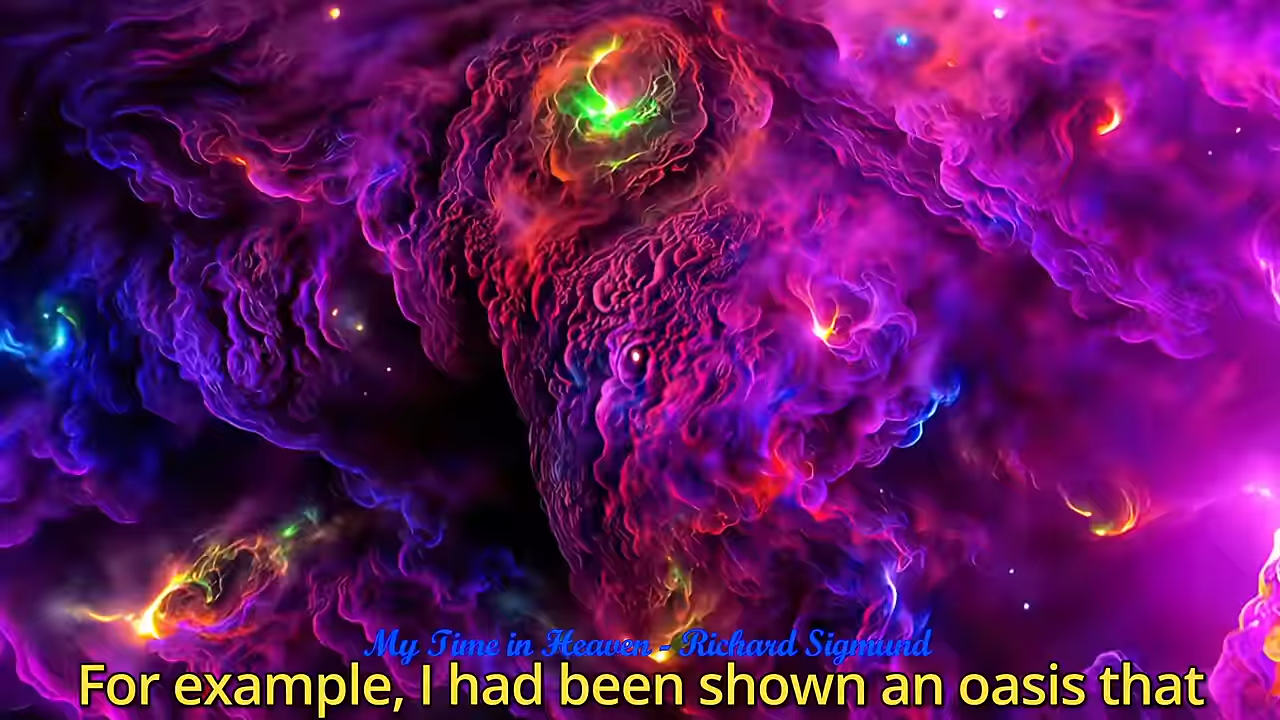 My Time in Heaven - Richard Sigmund
For example, I had been shown an oasis that